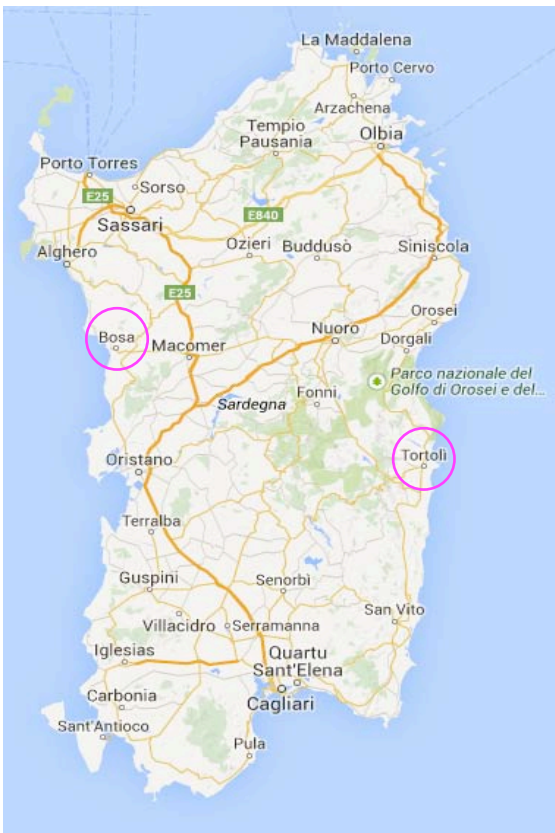 La Maddalena
Porto Cervo
Arzachena
Tempio
Pausania
Olbia
Porto Torres
Sorso
E25
Sassari
E840
Alghero
Ozieri
Buddusò
Siniscola
E25
Orosei
Bosa
Nuoro
Macomer
Dorgali
Parco nazionale del
Golfo di Orosei e del...
Fonni
Sardegna
Tortolì
Oristano
Terralba
Guspini
Senorbì
San Vito
Villacidro
Serramanna
Iglesias
Quartu
Sant'Elena
Carbonia
Cagliari
Sant'Antioco
Pula